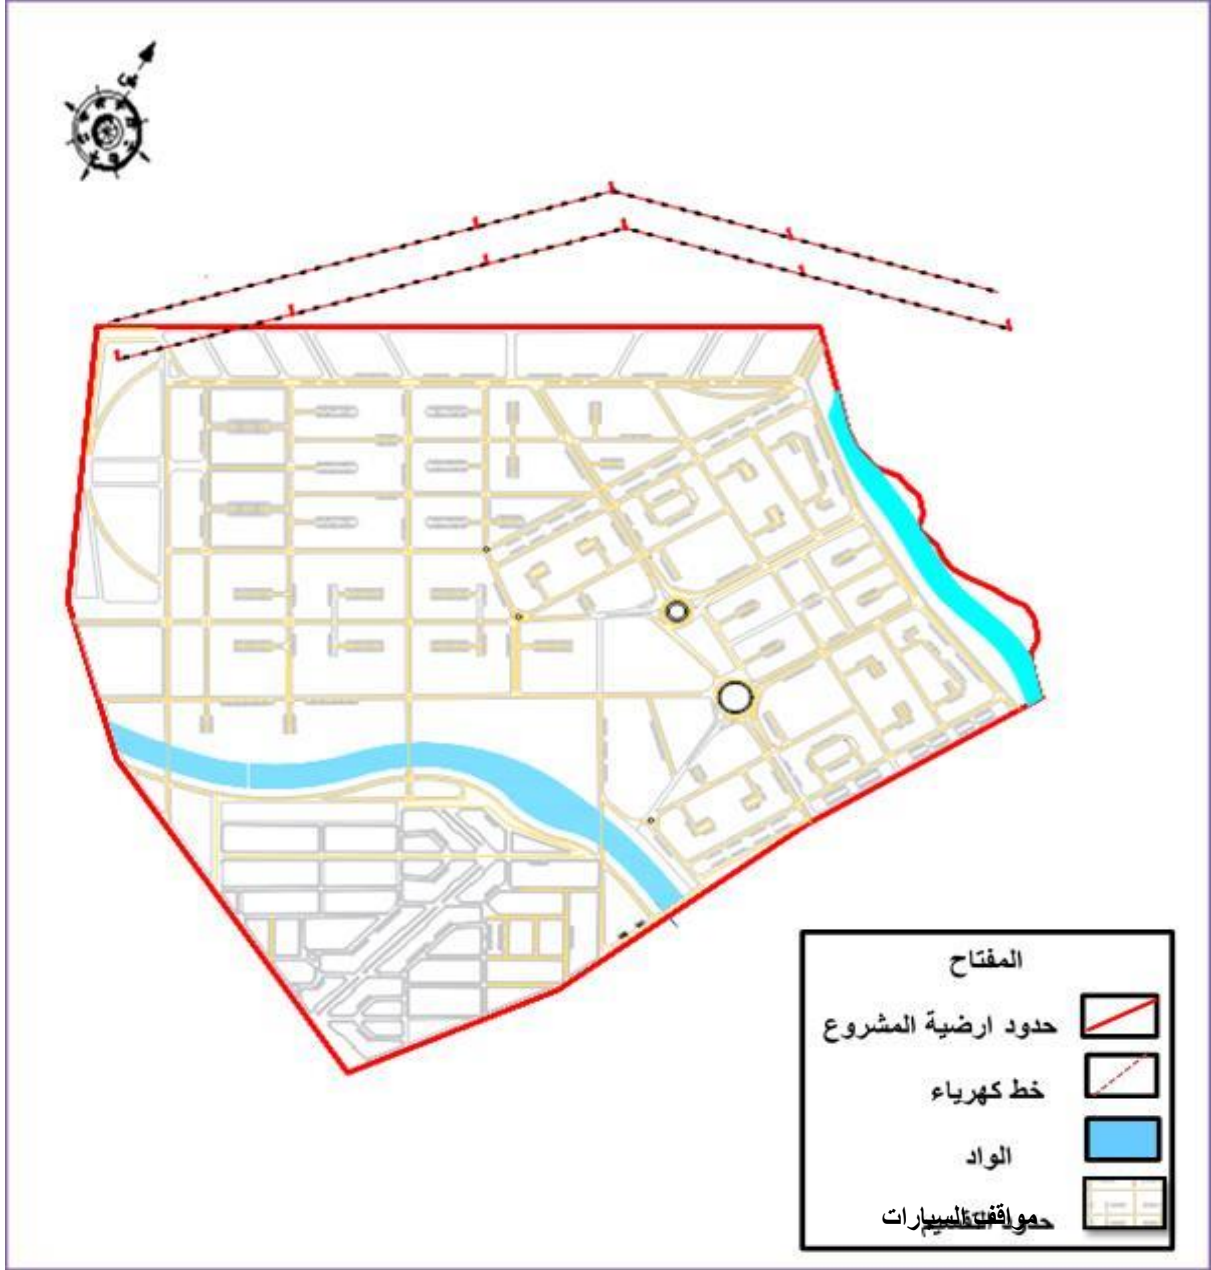 المفتاح
حدود ارضية المشروع
خط كهرباء
الواد
مواقف السيارات